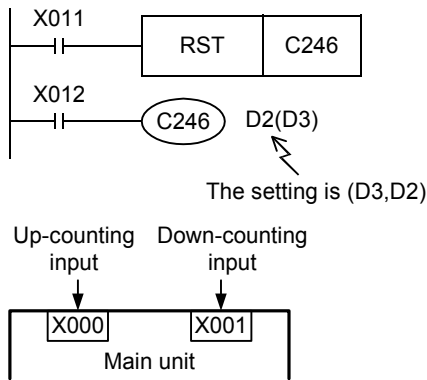 X011
RST C246
X012
C246 D2(D3)
The setting is (D3,D2)
Up-counting input
Down-counting input
X000 X001
Main unit